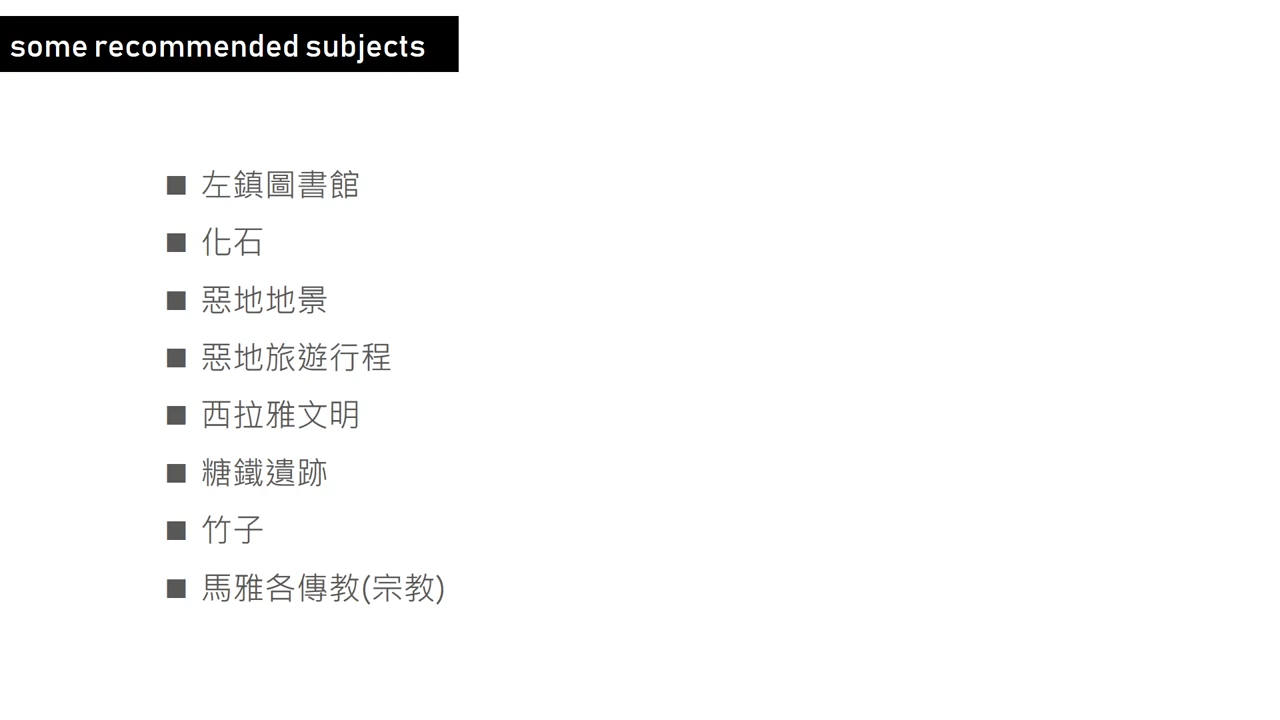 some recommended subjects
■ 左鎮圖書館
■ 化石
■ 惡地地景
■ 惡地旅遊行程
■ 西拉雅文明
■ 糖鐵遺跡
■ 竹子
■ 馬雅各傳教(宗教)